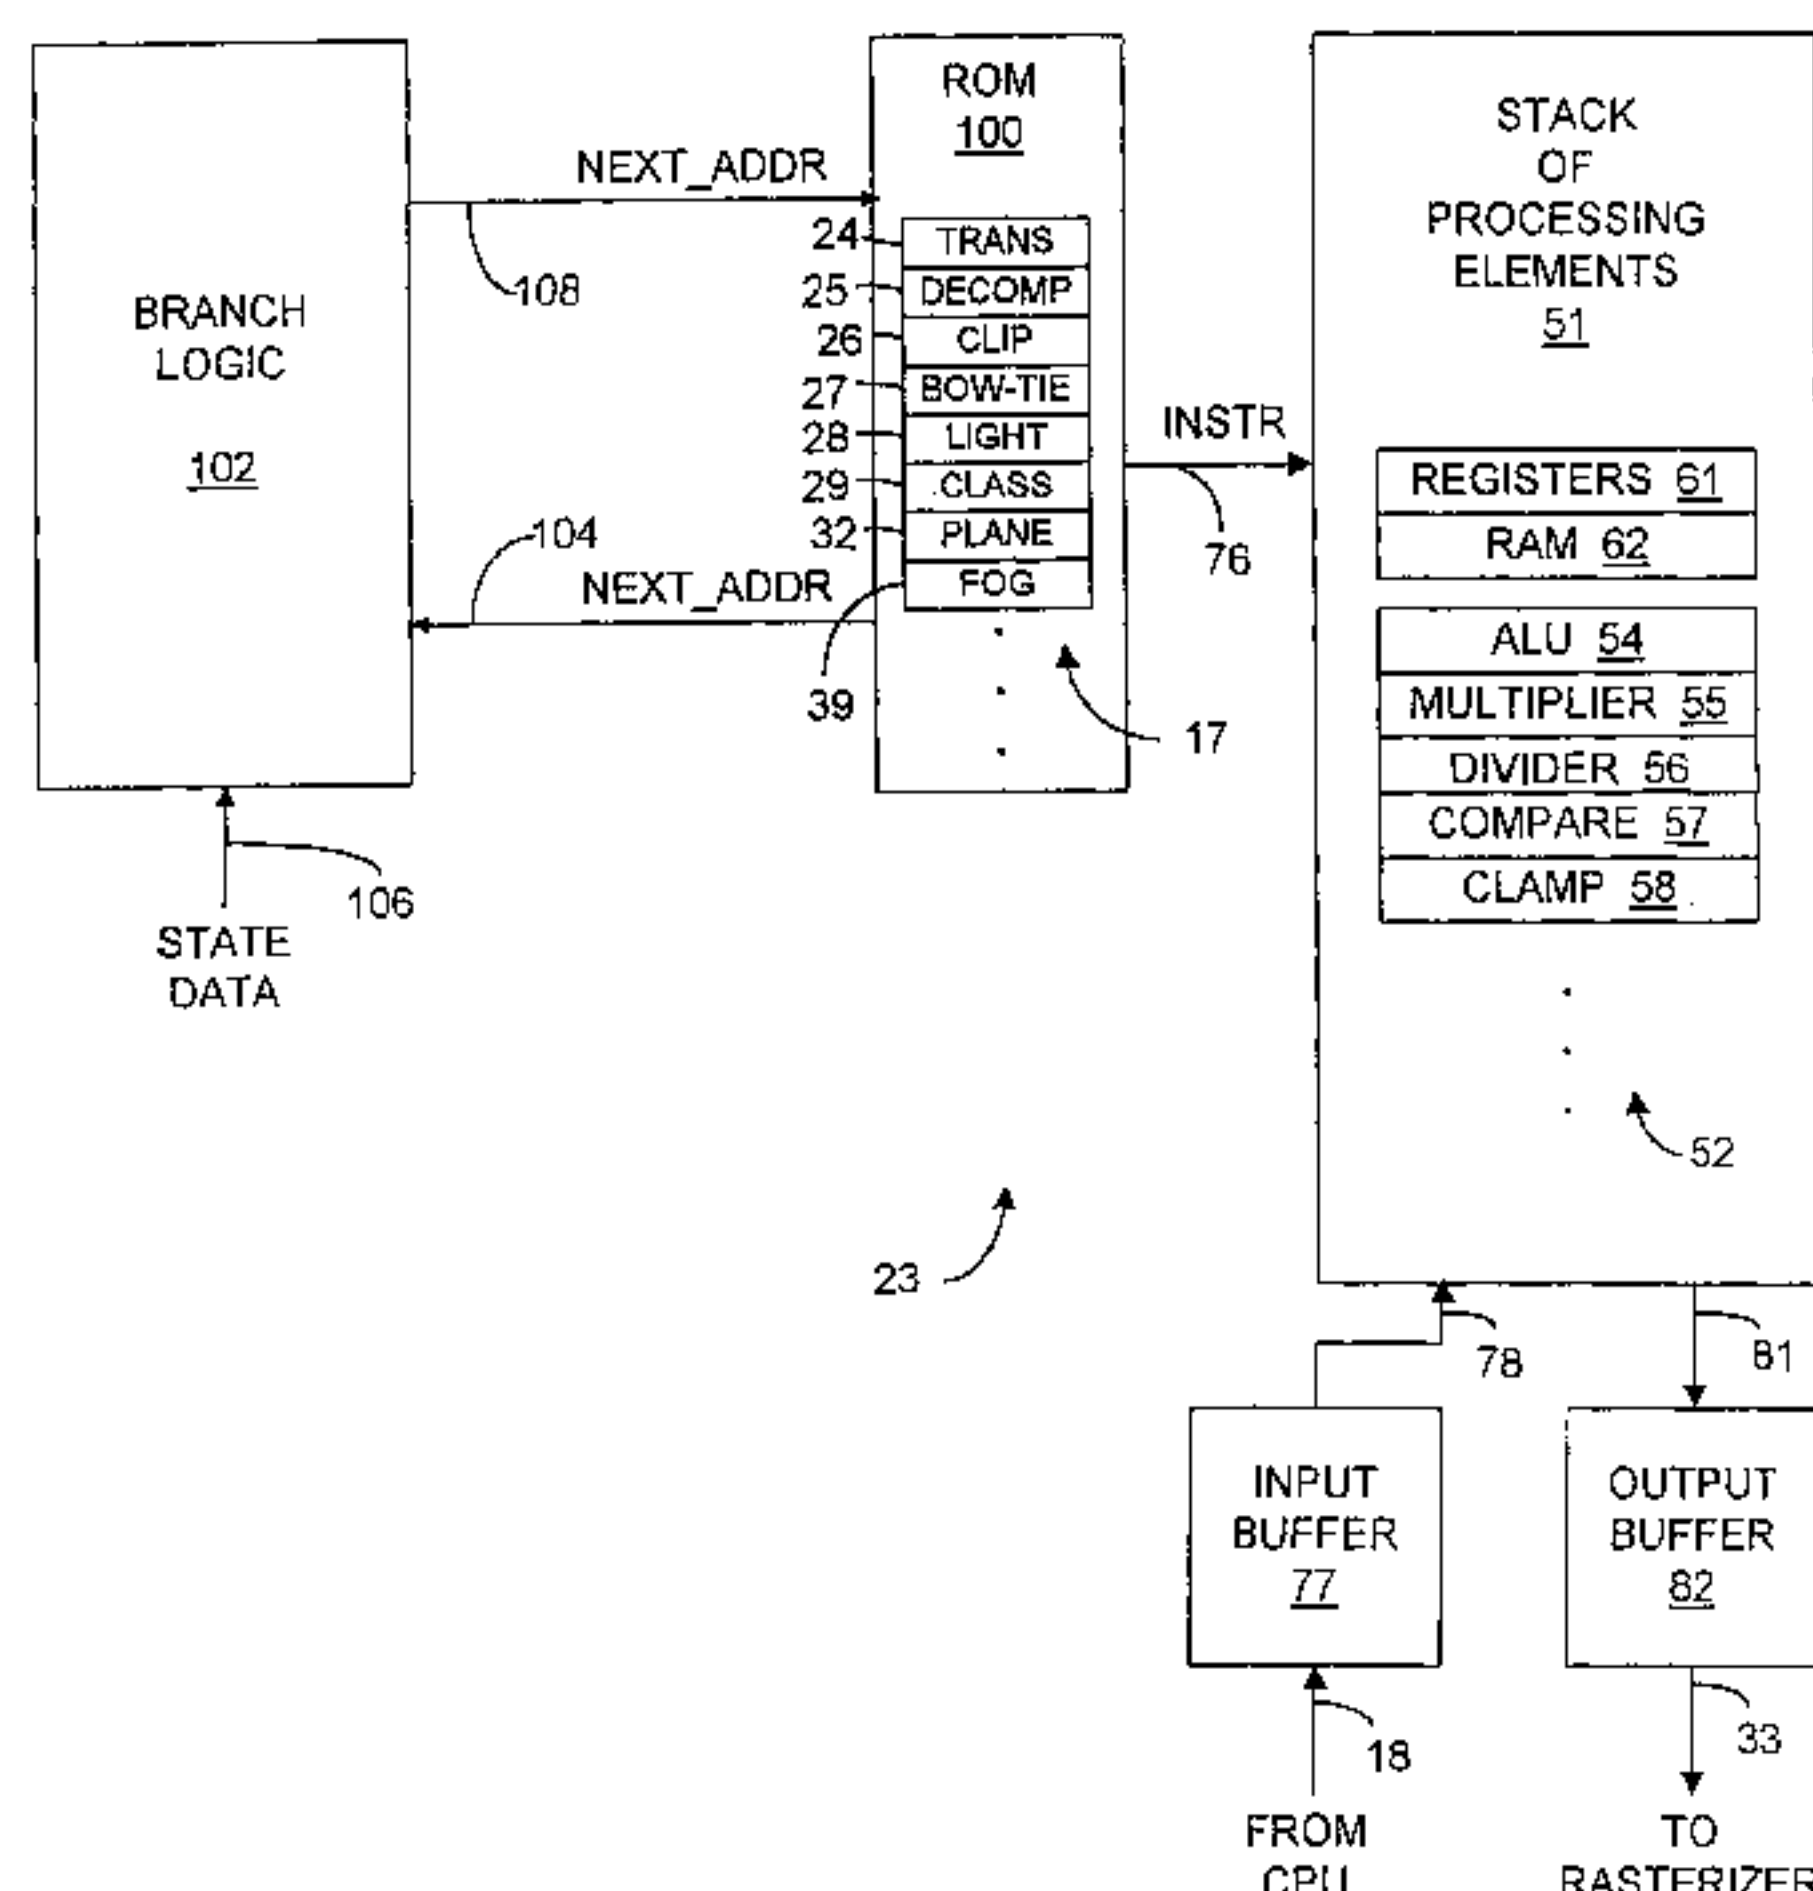 BRANCH
LOGIC
102
NEXT_ADDR
108
104
NEXT_ADDR
106
STATE
DATA
ROM
100
24 TRANS
25 DECOMP
26 CLIP
27 BOW-TIE
28 LIGHT
29 CLASS
32 PLANE
FOG
39
17
INSTR
76
STACK
OF
PROCESSING
ELEMENTS
51
REGISTERS 61
RAM 62
ALU 54
MULTIPLIER 55
DIVIDER 56
COMPARE 57
CLAMP 58
52
23
78
81
INPUT
BUFFER
77
OUTPUT
BUFFER
82
18
33
FROM
CPU
TO
RASTERIZER